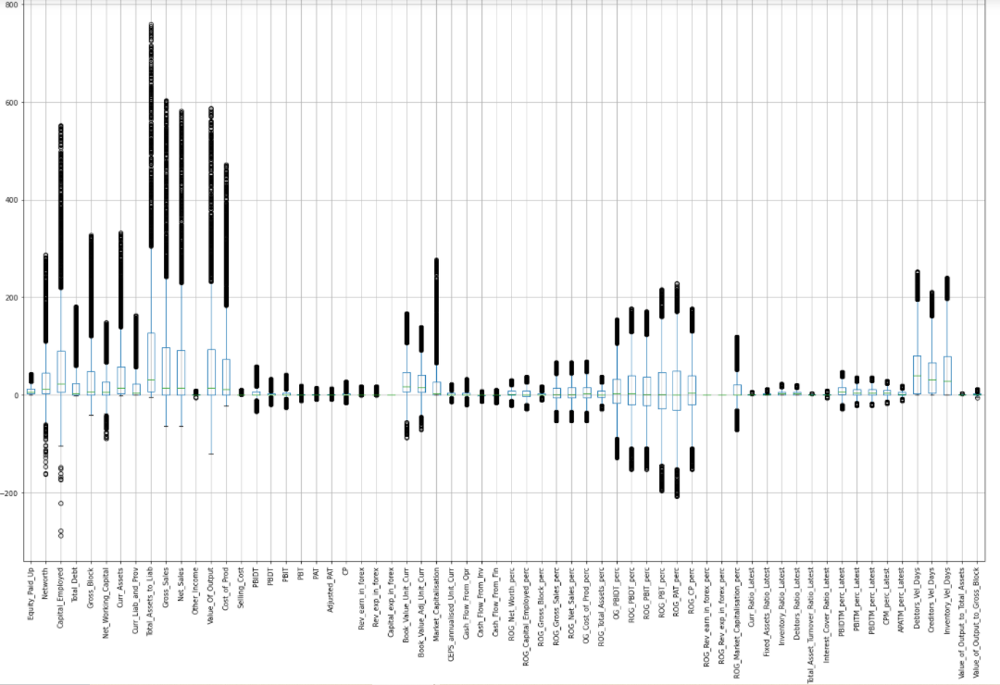 800
600
400
200
0
−200
Equity_Paid_Up
Networth
Capital_Employed
Total_Debt
Gross_Block
Net_Working_Capital
Curr_Assets
Curr_Liab_and_Prov
Total_Assets_to_Liab
Gross_Sales
Net_Sales
Other_Income
Value_Of_Output
Cost_of_Prod
Selling_Cost
PBIDT
PBDT
PBIT
PBT
PAT
Adjusted_PAT
CP
Rev_earn_in_forex
Rev_exp_in_forex
Capital_exp_in_forex
Book_Value_Unit_Curr
Book_Value_Adj_Unit_Curr
Market_Capitalisation
CEPS_annualised_Unit_Curr
Cash_Flow_From_Opr
Cash_Flow_From_Inv
Cash_Flow_From_Fin
ROG_Net_Worth_perc
ROG_Capital_Employed_perc
ROG_Gross_Block_perc
ROG_Gross_Sales_perc
ROG_Net_Sales_perc
OG_Cost_of_Prod_perc
ROG_Total_Assets_perc
OG_PBIDT_perc
ROG_PBDT_perc
ROG_PBIT_perc
ROG_PBT_perc
ROG_PAT_perc
ROG_CP_perc
ROG_Rev_earn_in_forex_perc
ROG_Rev_exp_in_forex_perc
ROG_Market_Capitalisation_perc
Curr_Ratio_Latest
Fixed_Assets_Ratio_Latest
Inventory_Ratio_Latest
Debtors_Ratio_Latest
Total_Asset_Turnover_Ratio_Latest
Interest_Cover_Ratio_Latest
PBIDTM_perc_Latest
PBITM_perc_Latest
PBDTM_perc_Latest
CPM_perc_Latest
APATM_perc_Latest
Debtors_Vel_Days
Creditors_Vel_Days
Inventory_Vel_Days
Value_of_Output_to_Total_Assets
Value_of_Output_to_Gross_Block